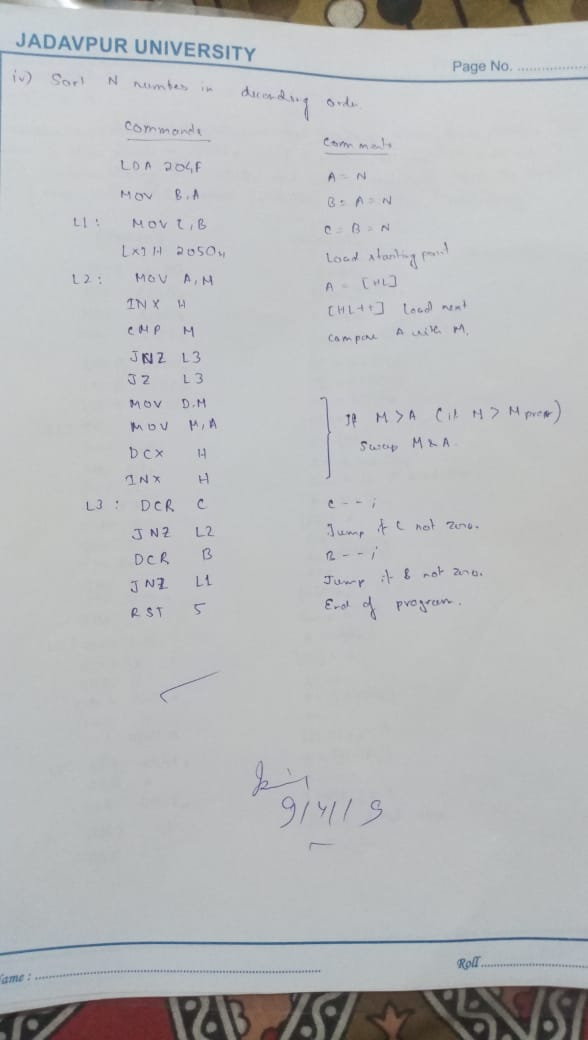 JADAVPUR UNIVERSITY
Page No. ................
iv) Sort N number in decending order.
Commands Comments
LDA 204F A = N
MOV B,A B = A = N
L1 : MOV C,B C = B = N
LXI H 2050H Load starting point
L2 : MOV A,M A = [HL]
INX H [HL++] Load next
CMP M Compare A with M.
JNZ L3
JZ L3
MOV D,M
MOV M,A If M > A (ie M > M prev)
DCX H Swap M & A.
INX H
L3 : DCR C C--;
JNZ L2 Jump if C not zero.
DCR B B--;
JNZ L1 Jump if B not zero.
RST 5 End of program.
9/4/19
Roll ................
ame : ................